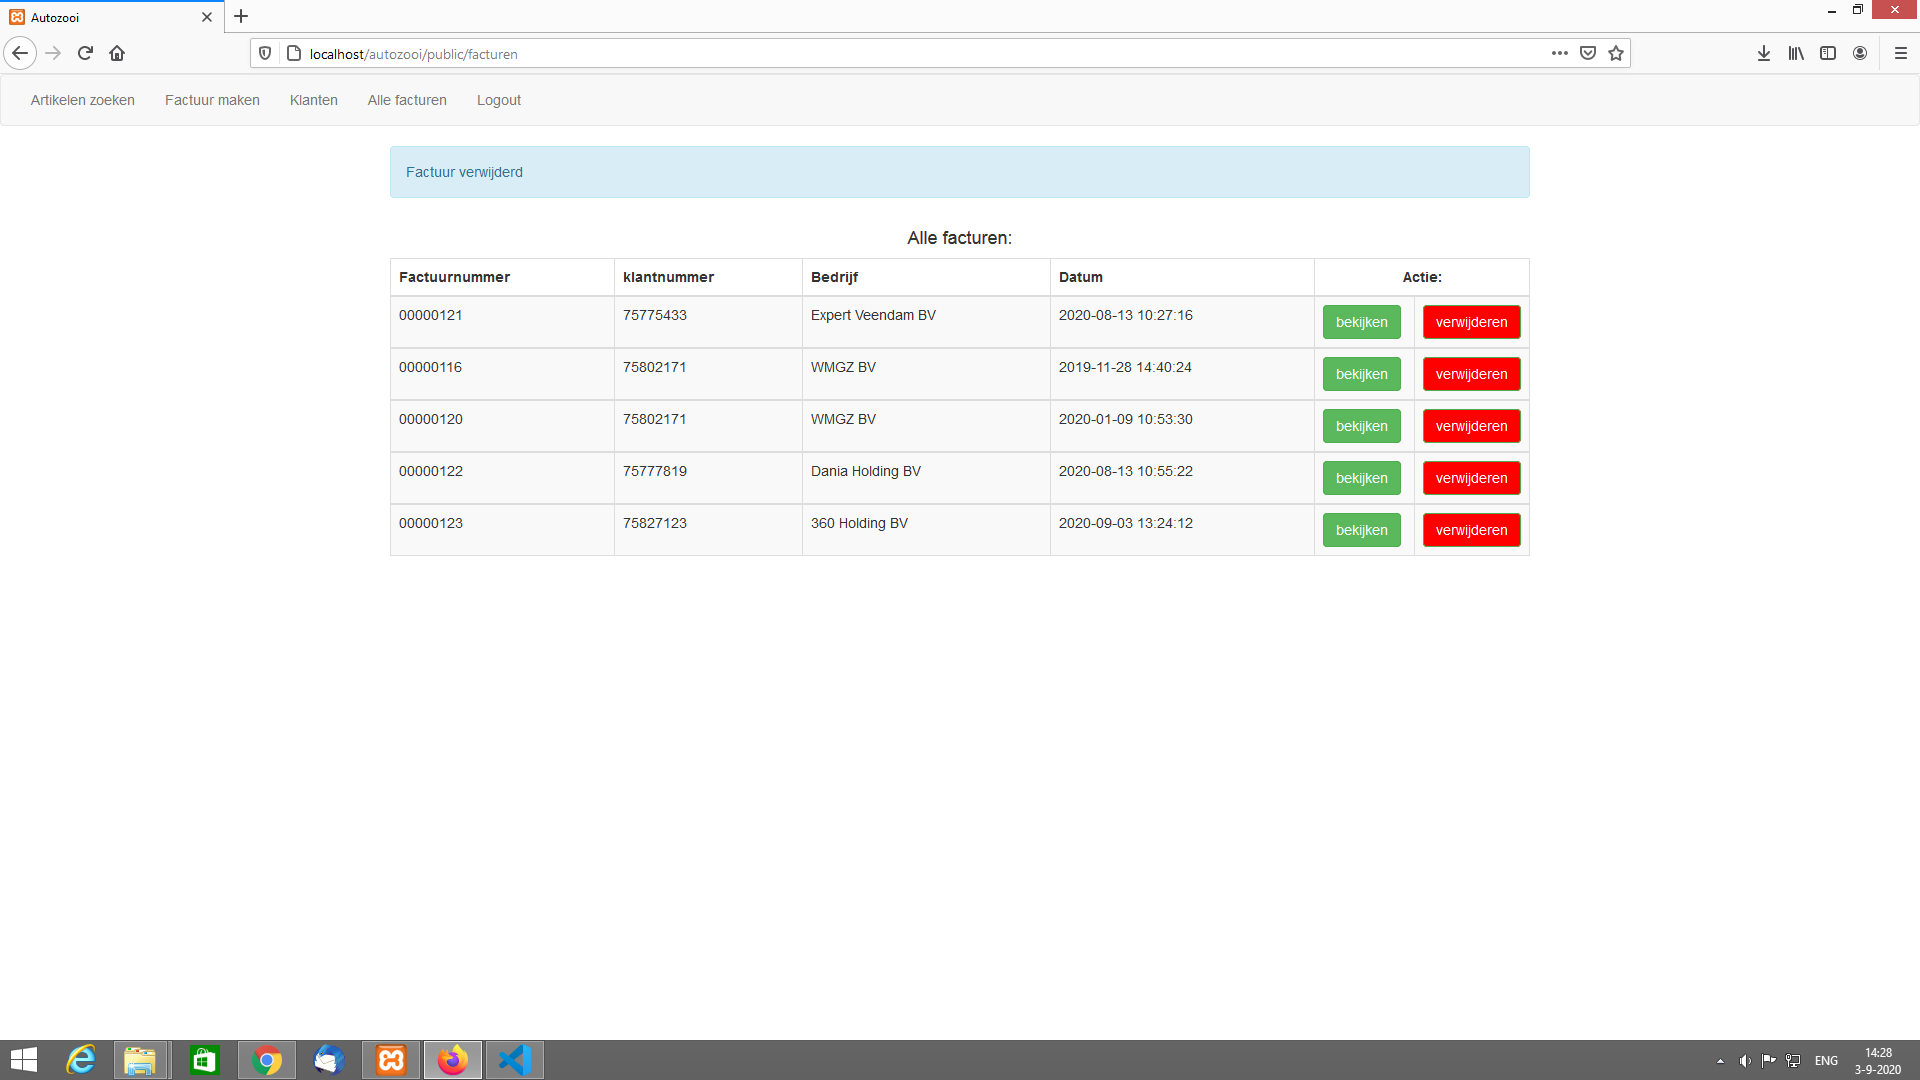 Autozooi
localhost/autozooi/public/facturen
Artikelen zoeken Factuur maken Klanten Alle facturen Logout
Factuur verwijderd
Alle facturen:
Factuurnummer klantnummer Bedrijf Datum Actie:
00000121 75775433 Expert Veendam BV 2020-08-13 10:27:16 bekijken verwijderen
00000116 75802171 WMGZ BV 2019-11-28 14:40:24 bekijken verwijderen
00000120 75802171 WMGZ BV 2020-01-09 10:53:30 bekijken verwijderen
00000122 75777819 Dania Holding BV 2020-08-13 10:55:22 bekijken verwijderen
00000123 75827123 360 Holding BV 2020-09-03 13:24:12 bekijken verwijderen
ENG
14:28
3-9-2020